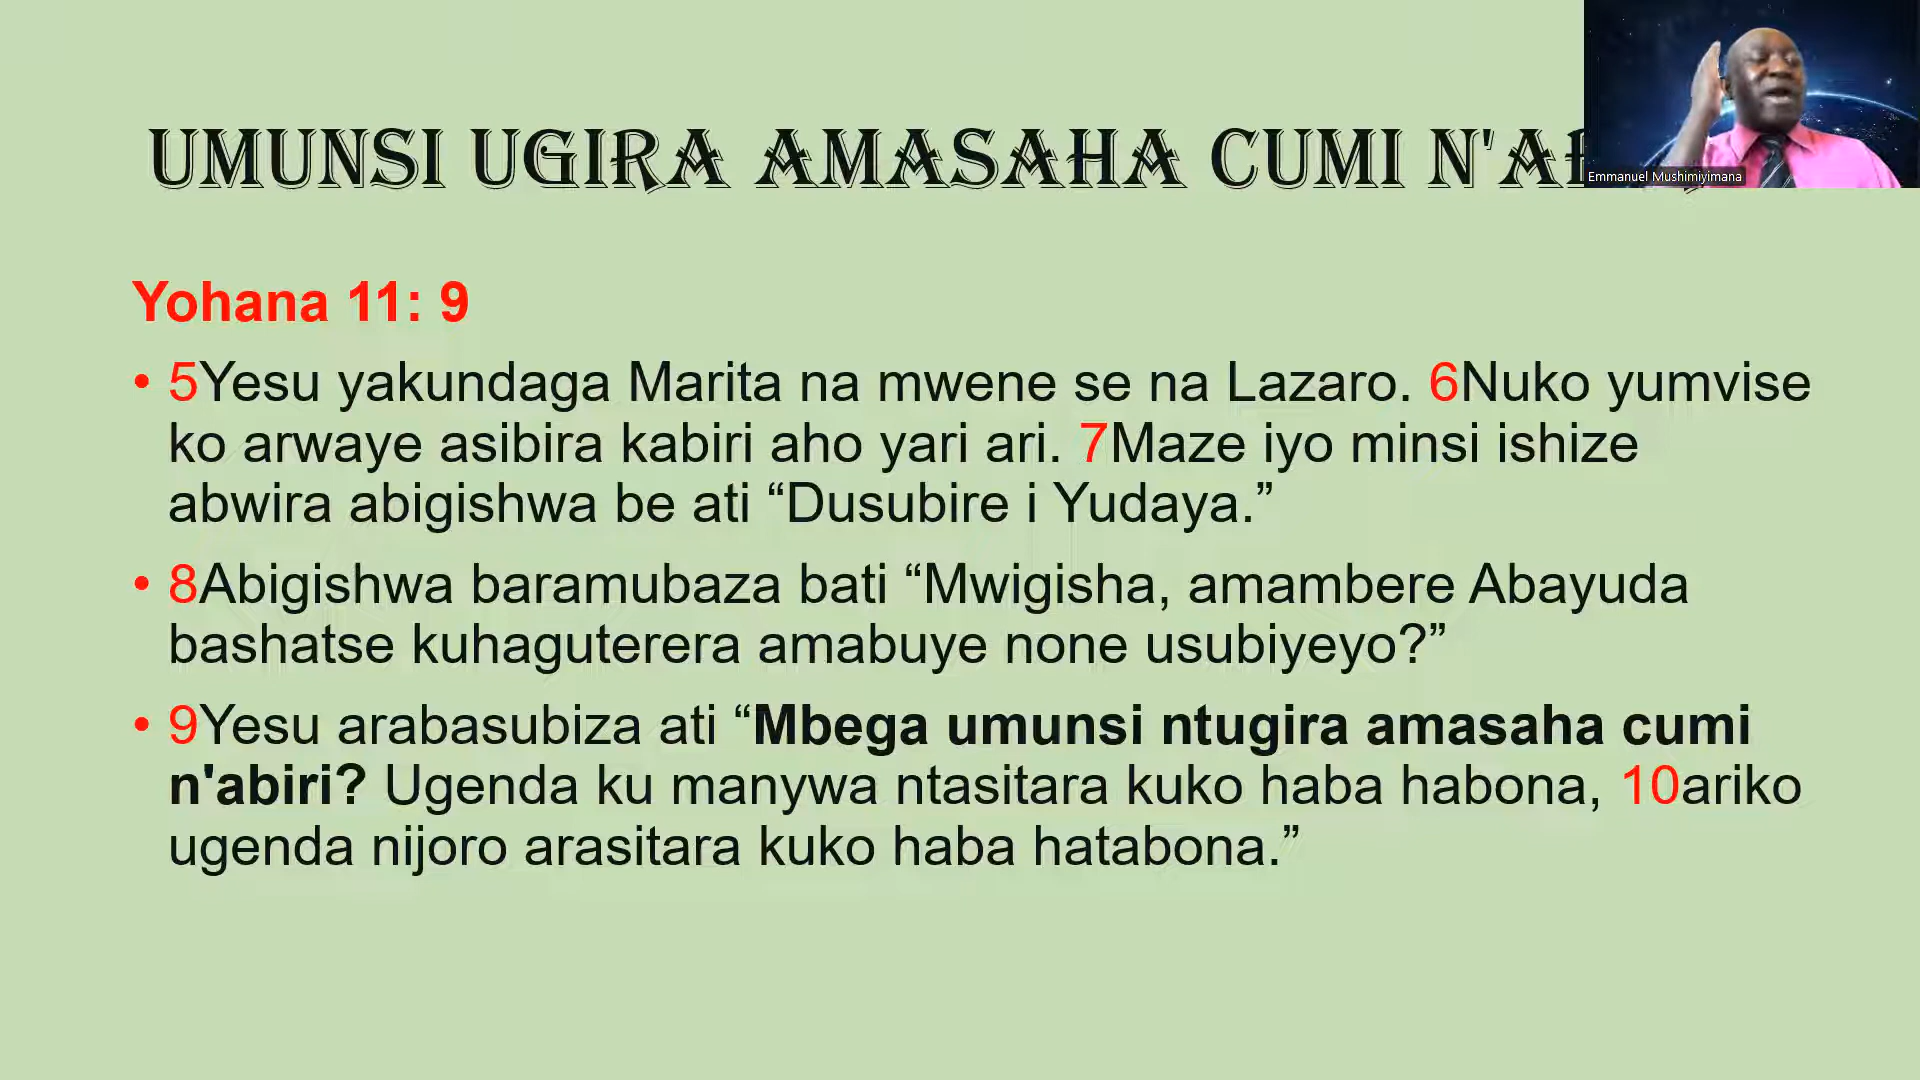 UMUNSI UGIRA AMASAHA CUMI
Emmanuel Mushimiyimana
Yohana 11: 9
• 5Yesu yakundaga Marita na mwene se na Lazaro. 6Nuko yumvise
ko arwaye asibira kabiri aho yari ari. 7Maze iyo minsi ishize
abwira abigishwa be ati “Dusubire i Yudaya.”
• 8Abigishwa baramubaza bati “Mwigisha, amambere Abayuda
bashatse kuhaguterera amabuye none usubiyeyo?”
• 9Yesu arabasubiza ati “Mbega umunsi ntugira amasaha cumi
n'abiri? Ugenda ku manywa ntasitara kuko haba habona, 10ariko
ugenda nijoro arasitara kuko haba hatabona.”